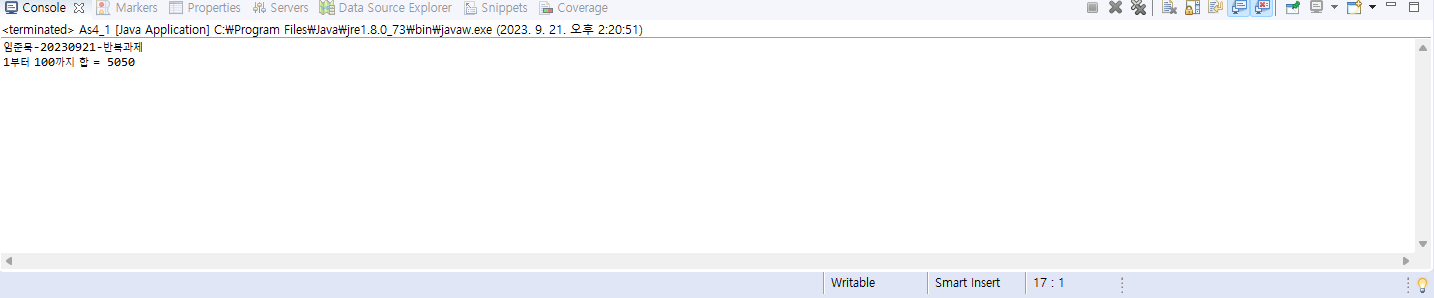 Console Markers Properties Servers Data Source Explorer Snippets Coverage
<terminated> As4_1 [Java Application] C:₩Program Files₩Java₩jre1.8.0_73₩bin₩javaw.exe (2023. 9. 21. 오후 2:20:51)
임준묵-20230921-반복과제
1부터 100까지 합 = 5050
Writable Smart Insert 17 : 1